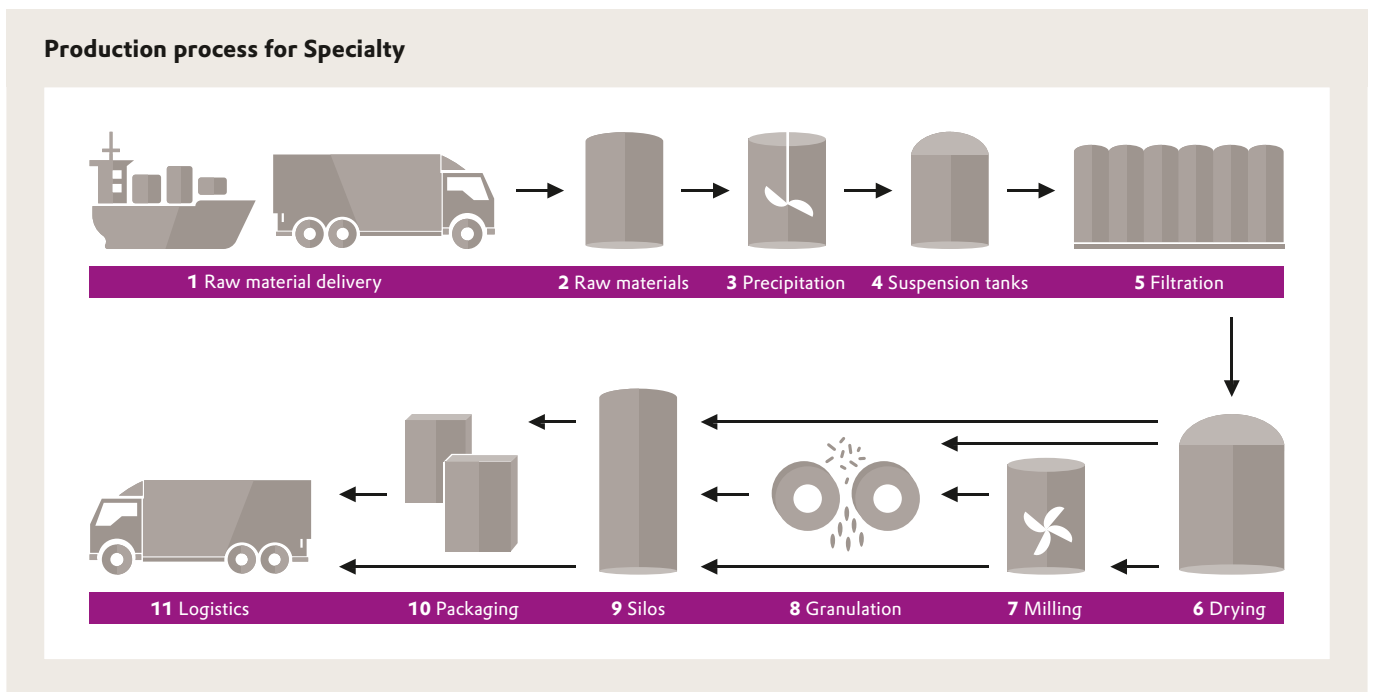 Production process for Specialty
1 Raw material delivery
2 Raw materials
3 Precipitation
4 Suspension tanks
5 Filtration
11 Logistics
10 Packaging
9 Silos
8 Granulation
7 Milling
6 Drying